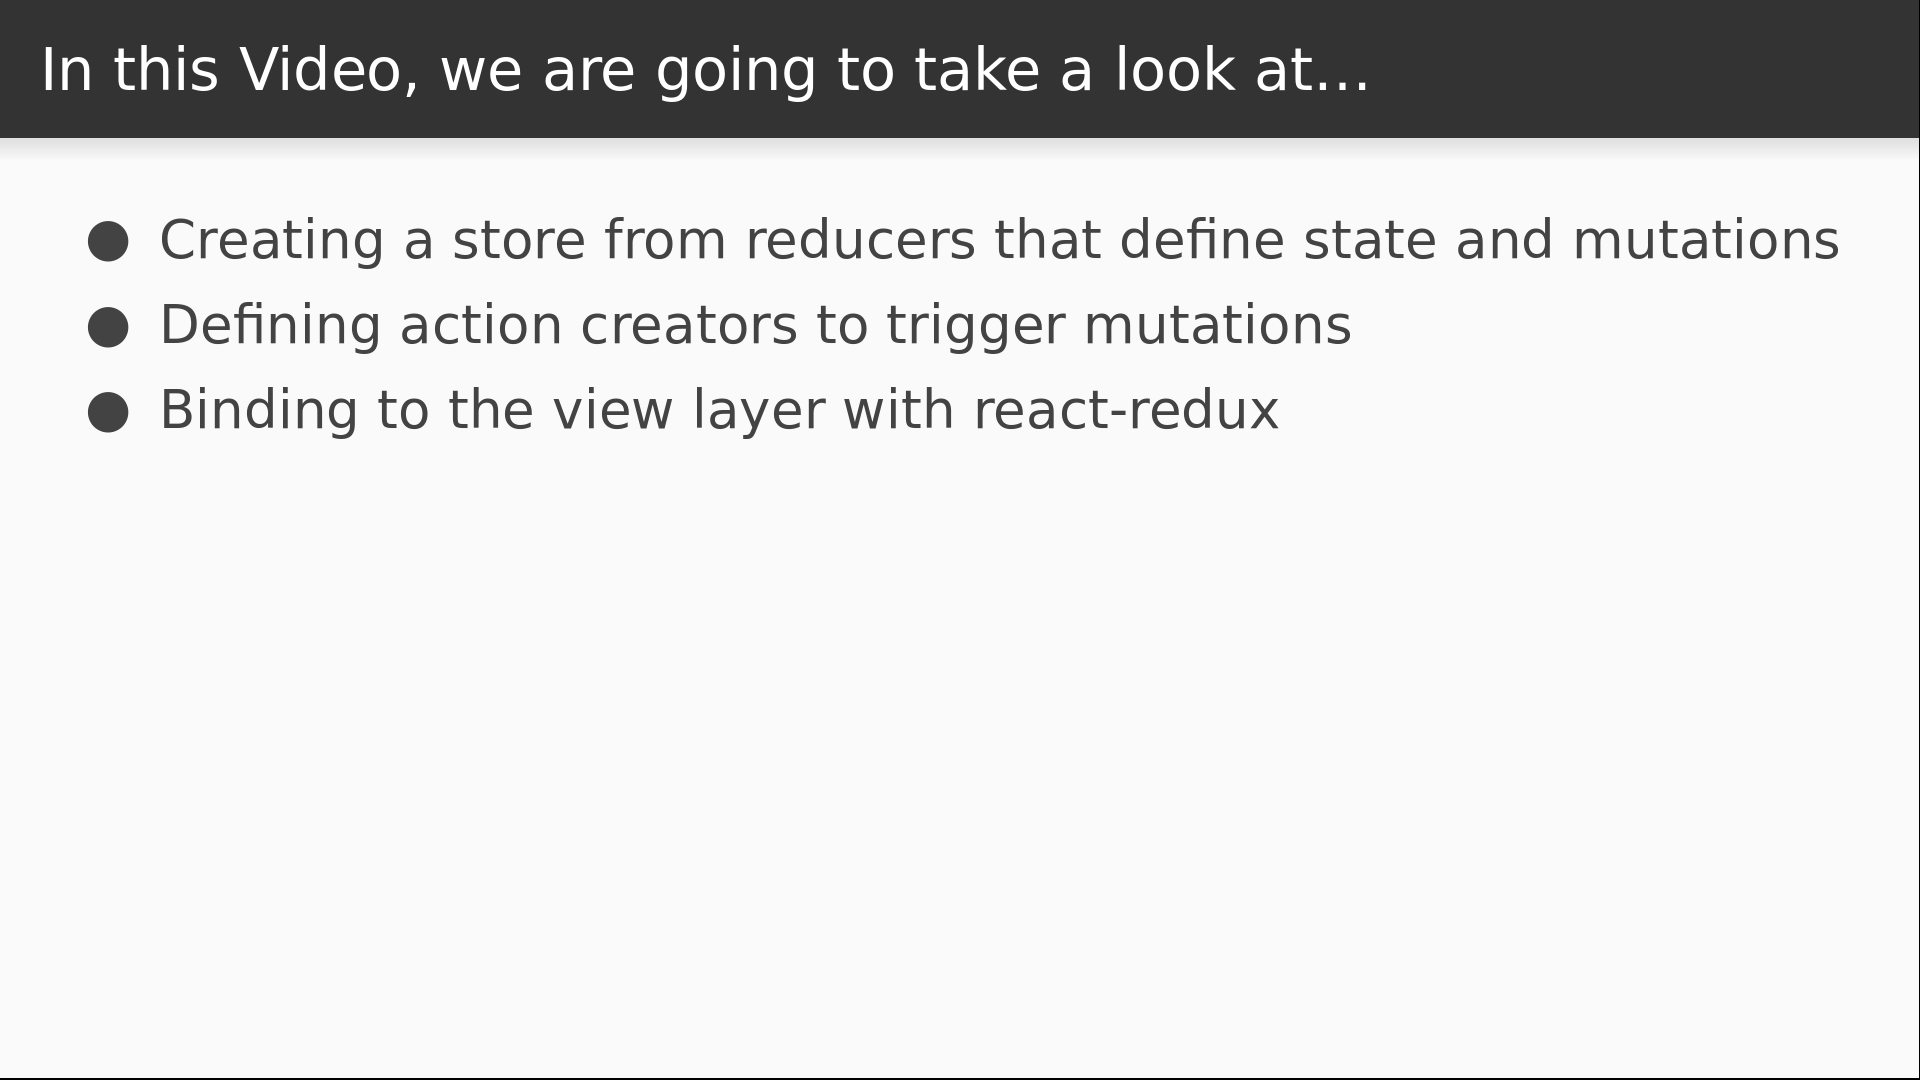 In this Video, we are going to take a look at…
● Creating a store from reducers that define state and mutations
● Defining action creators to trigger mutations
● Binding to the view layer with react-redux